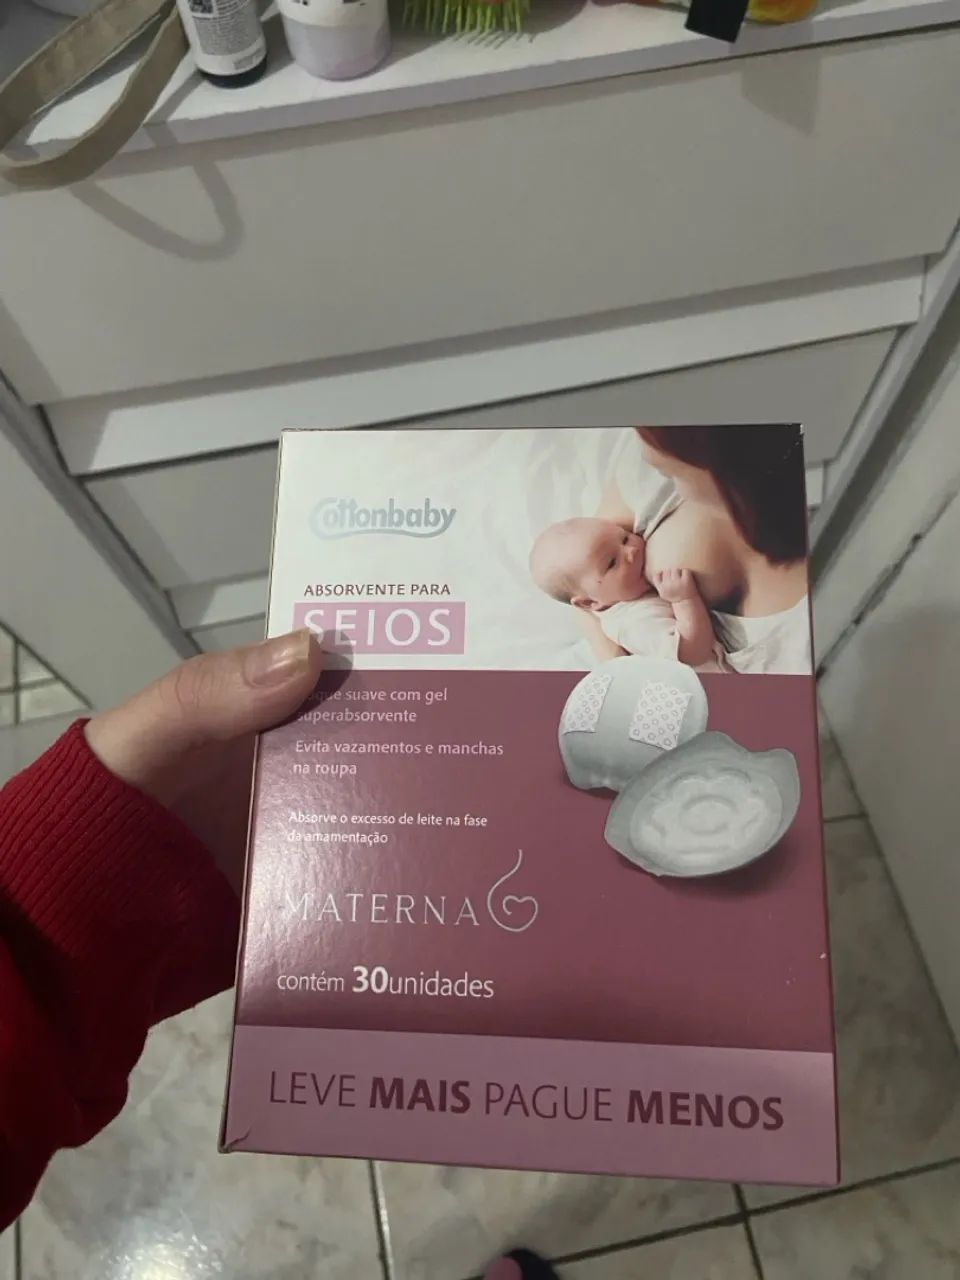 Cottonbaby
ABSORVENTE PARA
SEIOS
suave com gel
superabsorvente
Evita vazamentos e manchas
na roupa
Absorve o excesso de leite na fase
da amamentação
MATERNA
contém 30unidades
LEVE MAIS PAGUE MENOS